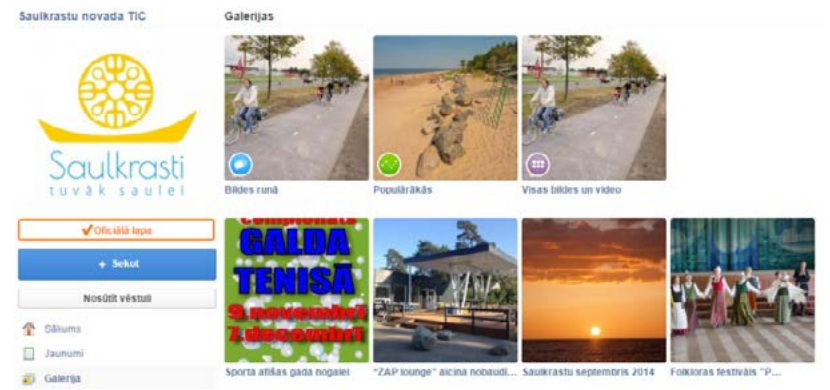 Saulkrastu novada TIC
Saulkrasti
tuvāk saulei
✔Oficiālā lapa
+ Sekot
Nosūtīt vēstuli
Sākums
Jaunumi
Galerija
Galerijas
Bildes runā
Populārākās
Visas bildes un video
GALDA
TENISĀ
9.novembrī
7.decembrī
Sporta afišas gada nogalei
"ZAP lounge" aicina nobaudī...
Saulkrastu septembris 2014
Folkloras festivāls "P...